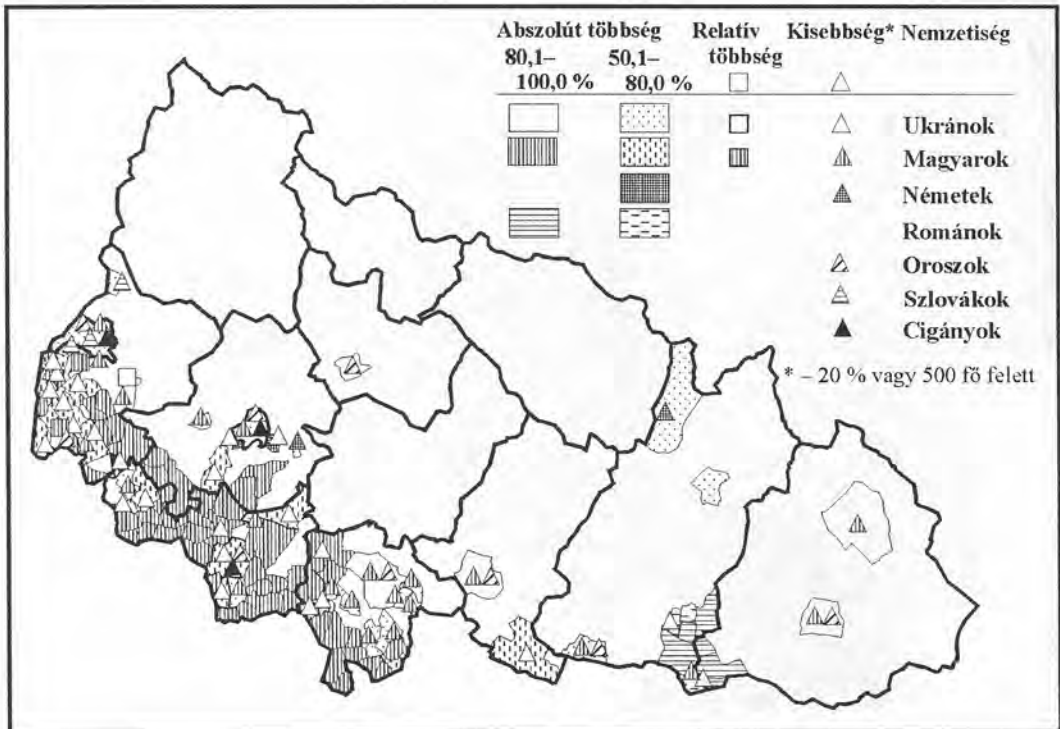 Abszolút többség Relatív Kisebbség* Nemzetiség
80,1– 50,1– többség
100,0 % 80,0 %
Ukránok
Magyarok
Németek
Románok
Oroszok
Szlovákok
Cigányok
* – 20 % vagy 500 fő felett